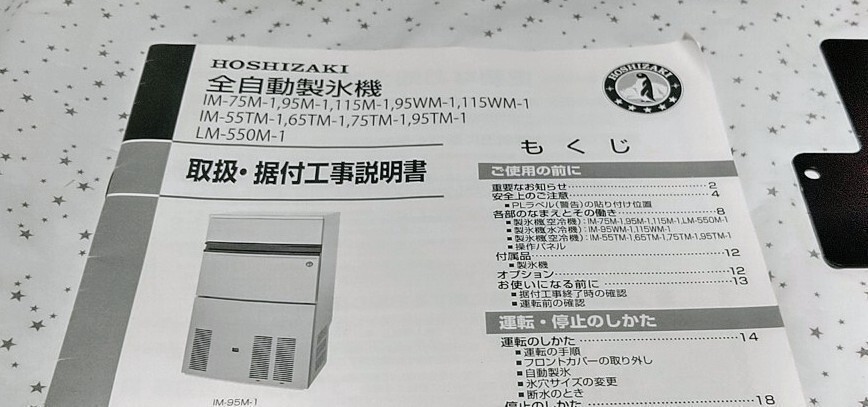 HOSHIZAKI
全自動製氷機
IM-75M-1,95M-1,115M-1,95WM-1,115WM-1
IM-55TM-1,65TM-1,75TM-1,95TM-1
LM-550M-1
取扱・据付工事説明書
IM-95M-1
HOSHIZAKI
もくじ
ご使用の前に
重要なお知らせ……2
安全上のご注意……4
■PLラベル(警告)の貼り付け位置
各部のなまえとその働き……8
■製氷機(空冷機):IM-75M-1,95M-1,115M-1,LM-550M-1
■製氷機(水冷機):IM-95WM-1,115WM-1
■製氷機(空冷機):IM-55TM-1,65TM-1,75TM-1,95TM-1
■操作パネル
付属品……12
■製氷機
オプション……12
お使いになる前に……13
■据付工事終了時の確認
■運転前の確認
運転・停止のしかた
運転のしかた……14
■運転の手順
■フロントカバーの取り外し
■自動製氷
■氷穴サイズの変更
■断水のとき
停止のしかた……18